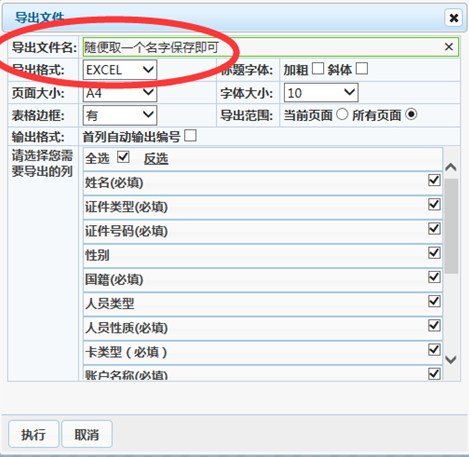 导出文件
导出文件名: 随便取一个名字保存即可
导出格式: EXCEL 标题字体: 加粗 斜体
页面大小: A4 字体大小: 10
表格边框: 有 导出范围: 当前页面 所有页面
输出格式: 首列自动输出编号
请选择您需
要导出的列
全选 反选
姓名(必填)
证件类型(必填)
证件号码(必填)
性别
国籍(必填)
人员类型
人员性质(必填)
卡类型（必填）
账户名称(必填)
执行 取消